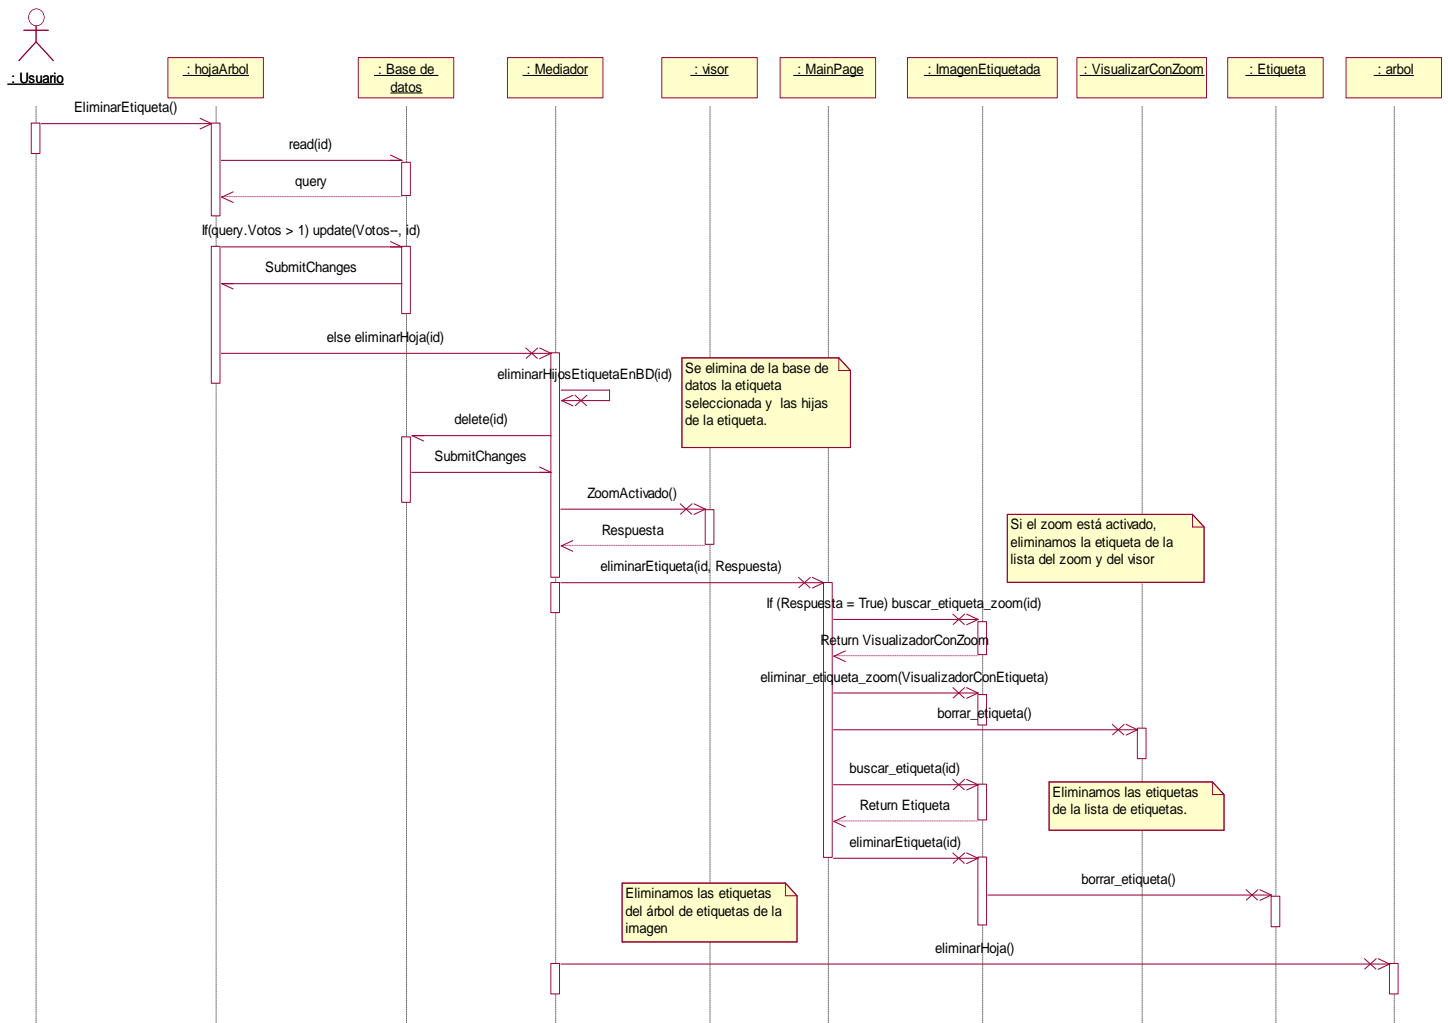 : Usuario
: hojaArbol
: Base de
datos
: Mediador
: visor
: MainPage
: ImagenEtiquetada
: VisualizarConZoom
: Etiqueta
: arbol
EliminarEtiqueta()
read(id)
query
If(query.Votos > 1) update(Votos--, id)
SubmitChanges
else eliminarHoja(id)
eliminarHijosEtiquetaEnBD(id)
Se elimina de la base de
datos la etiqueta
seleccionada y las hijas
de la etiqueta.
delete(id)
SubmitChanges
ZoomActivado()
Respuesta
Si el zoom está activado,
eliminamos la etiqueta de la
lista del zoom y del visor
eliminarEtiqueta(id, Respuesta)
If (Respuesta = True) buscar_etiqueta_zoom(id)
Return VisualizadorConZoom
eliminar_etiqueta_zoom(VisualizadorConEtiqueta)
borrar_etiqueta()
buscar_etiqueta(id)
Return Etiqueta
Eliminamos las etiquetas
de la lista de etiquetas.
eliminarEtiqueta(id)
borrar_etiqueta()
Eliminamos las etiquetas
del árbol de etiquetas de la
imagen
eliminarHoja()